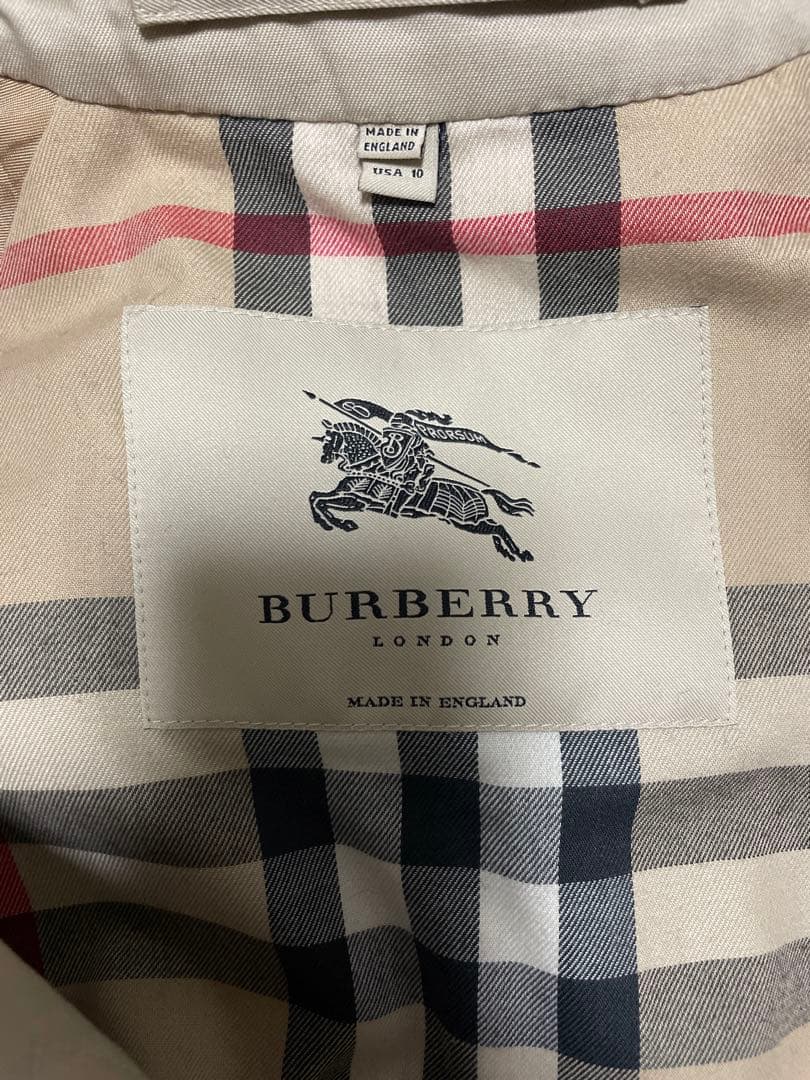 MADE IN
ENGLAND
USA 10
PRORSUM
B
BURBERRY
LONDON
MADE IN ENGLAND